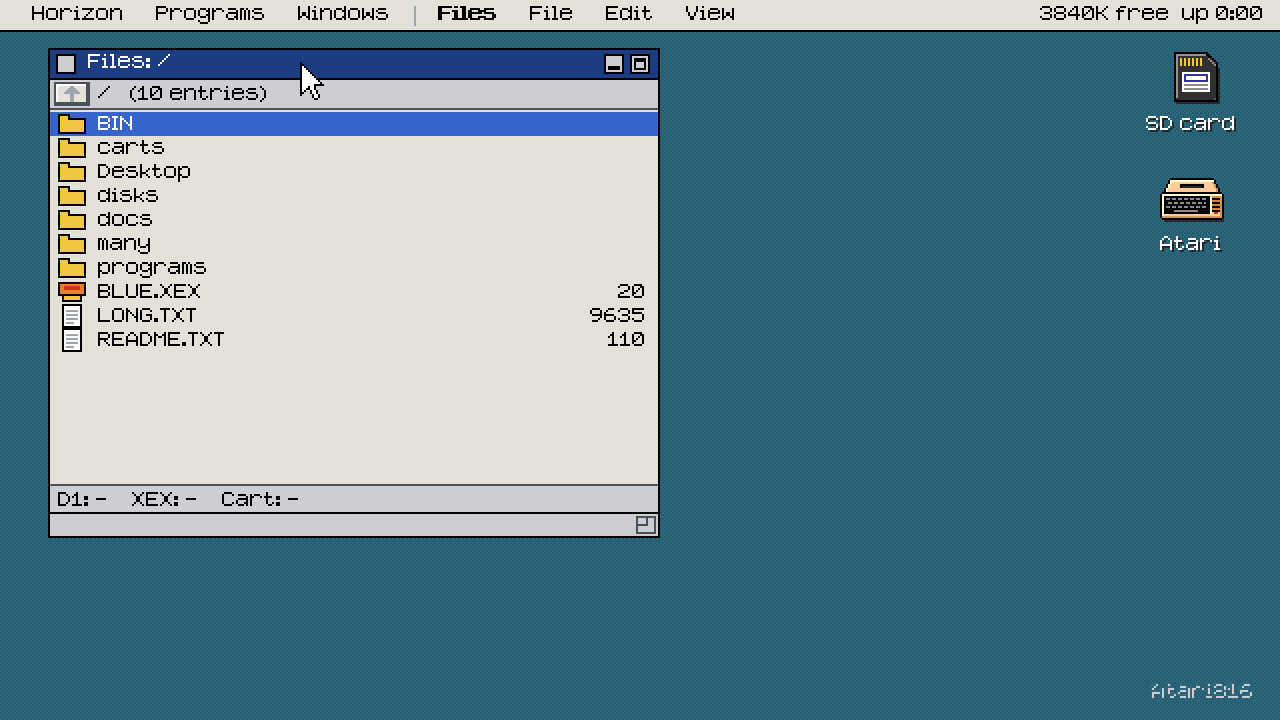 Horizon Programs Windows | Files File Edit View 3840K free up 0:00
Files: /
/ (10 entries)
BIN
carts
Desktop
disks
docs
many
programs
BLUE.XEX 20
LONG.TXT 9635
README.TXT 110
D1: - XEX: - Cart: -
SD card
Atari
Atari816